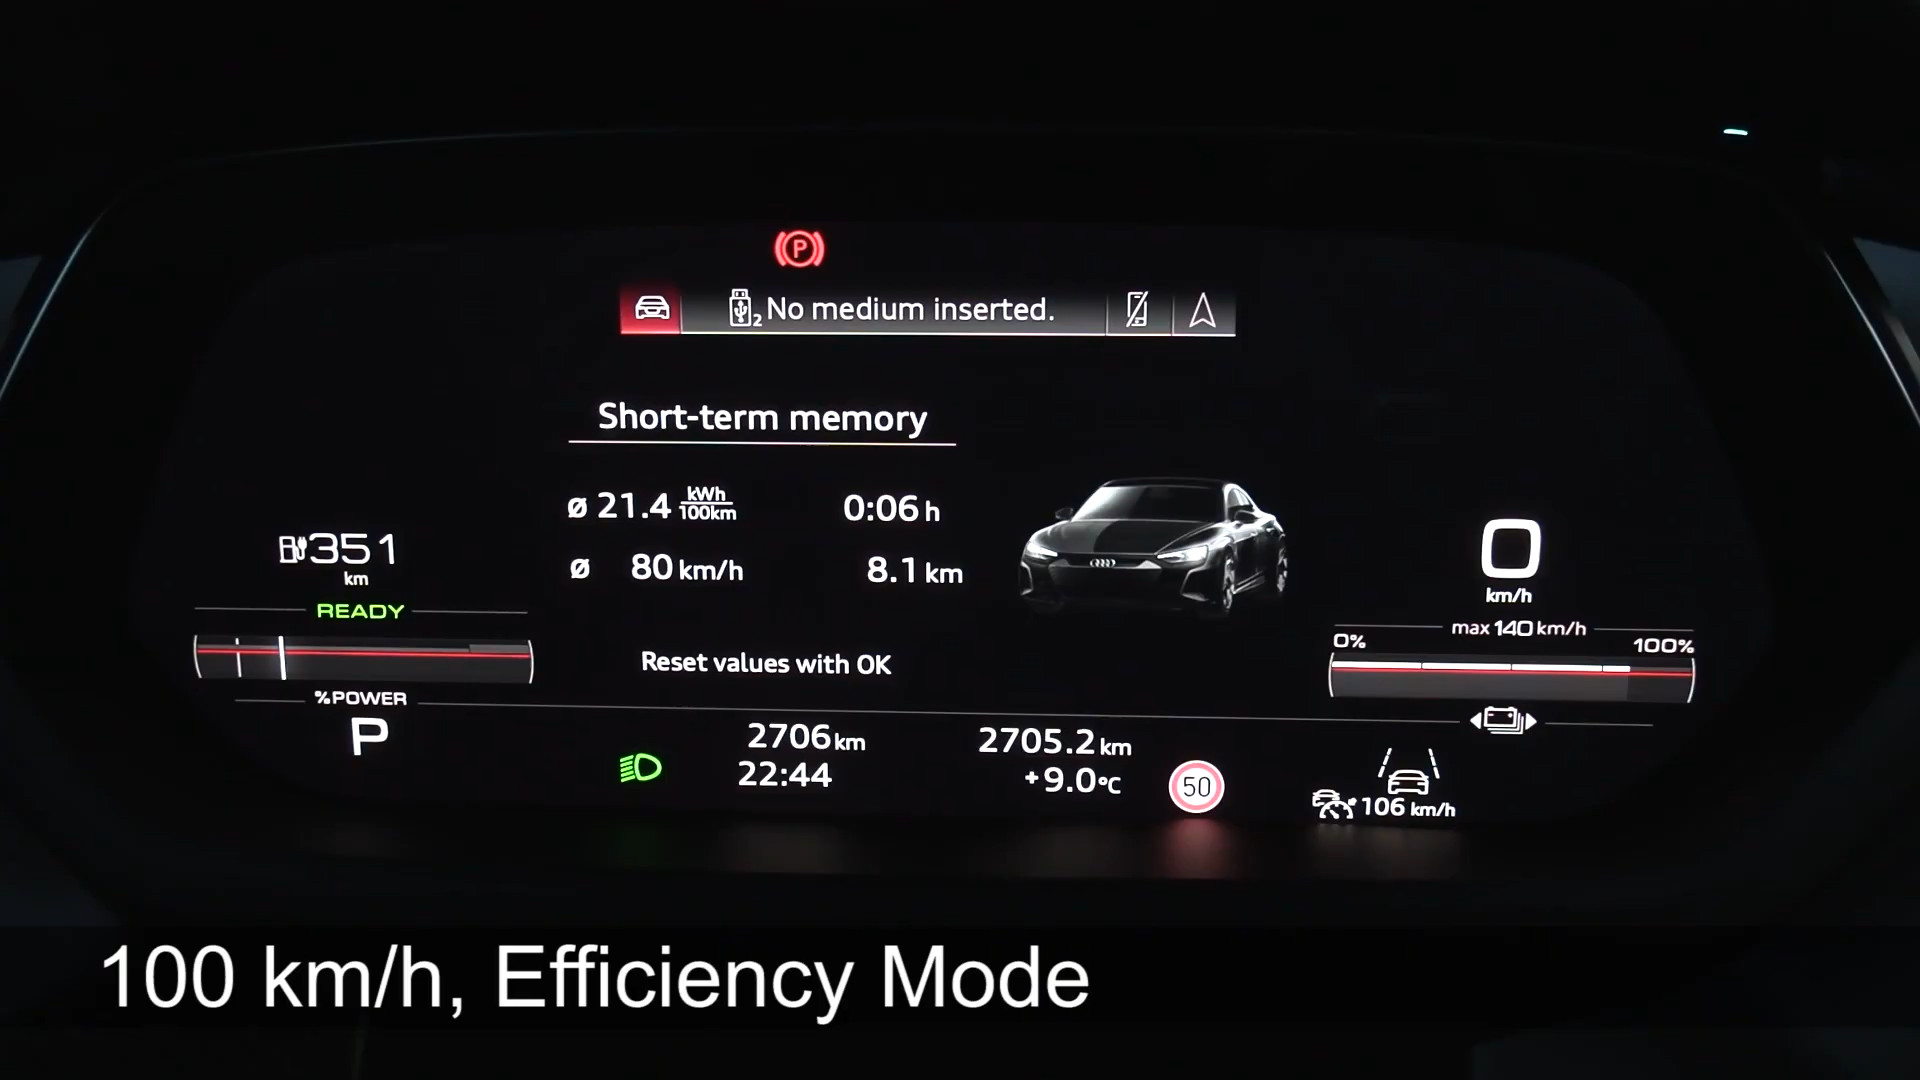 P
2 No medium inserted.
Short-term memory
ø 21.4 kWh/100km 0:06 h
ø 80 km/h 8.1 km
Reset values with OK
351
km
READY
% POWER
P
0
km/h
max 140 km/h
0% 100%
2706 km 2705.2 km
22:44 +9.0°C
50
106 km/h
100 km/h, Efficiency Mode